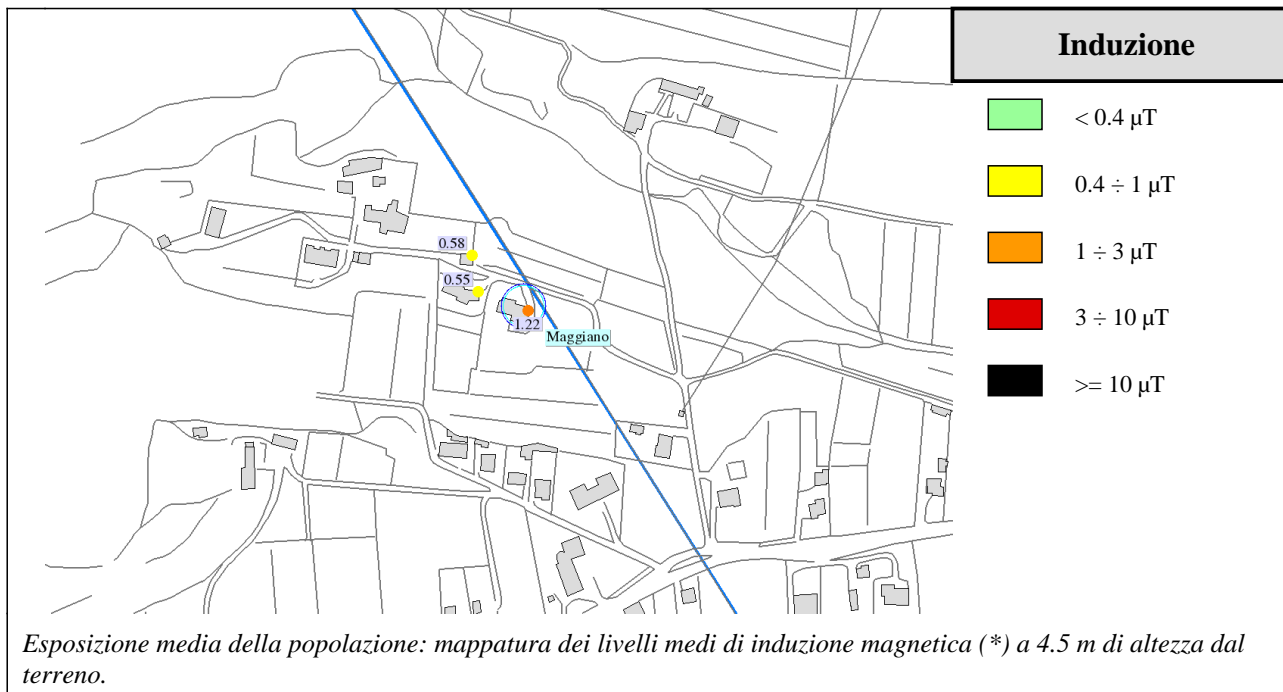 Induzione
< 0.4 µT
0.4 ÷ 1 µT
1 ÷ 3 µT
3 ÷ 10 µT
>= 10 µT
0.58
0.55
1.22
Maggiano
Esposizione media della popolazione: mappatura dei livelli medi di induzione magnetica (*) a 4.5 m di altezza dal
terreno.